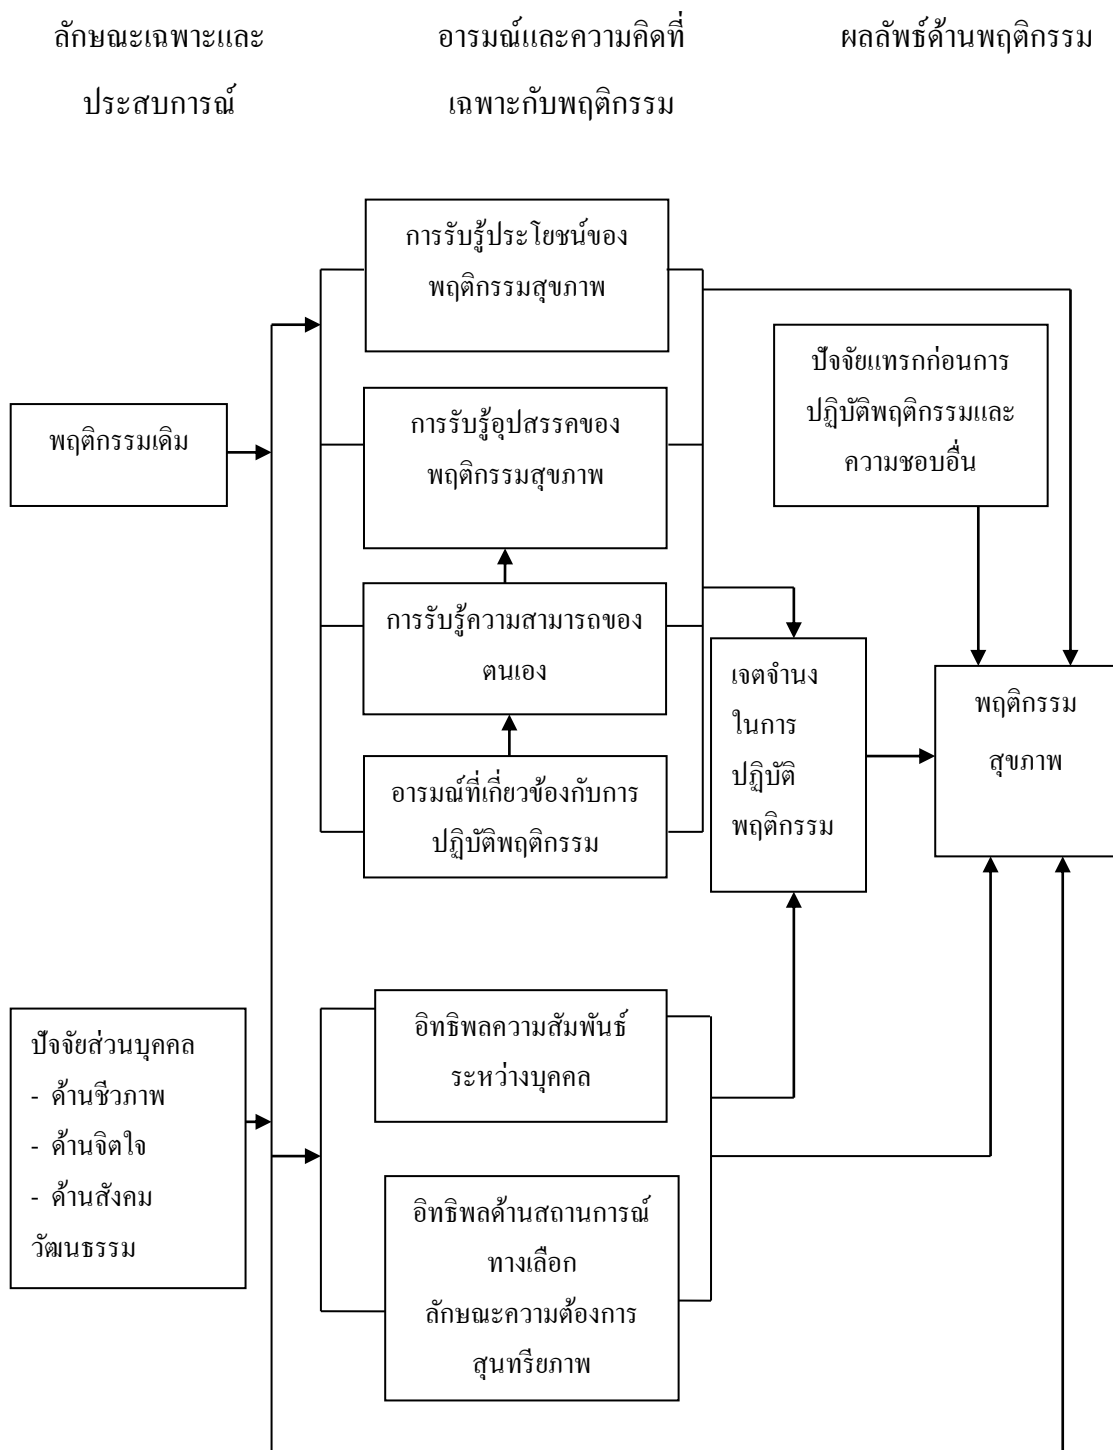 ลักษณะเฉพาะและ
ประสบการณ์
อารมณ์และความคิดที่
เฉพาะกับพฤติกรรม
ผลลัพธ์ด้านพฤติกรรม
การรับรู้ประโยชน์ของ
พฤติกรรมสุขภาพ
ปัจจัยแทรกก่อนการ
ปฏิบัติพฤติกรรมและ
ความชอบอื่น
พฤติกรรมเดิม
การรับรู้อุปสรรคของ
พฤติกรรมสุขภาพ
การรับรู้ความสามารถของ
ตนเอง
อารมณ์ที่เกี่ยวข้องกับการ
ปฏิบัติพฤติกรรม
เจตจำนง
ในการ
ปฏิบัติ
พฤติกรรม
พฤติกรรม
สุขภาพ
ปัจจัยส่วนบุคคล
- ด้านชีวภาพ
- ด้านจิตใจ
- ด้านสังคม
วัฒนธรรม
อิทธิพลความสัมพันธ์
ระหว่างบุคคล
อิทธิพลด้านสถานการณ์
ทางเลือก
ลักษณะความต้องการ
สุนทรียภาพ